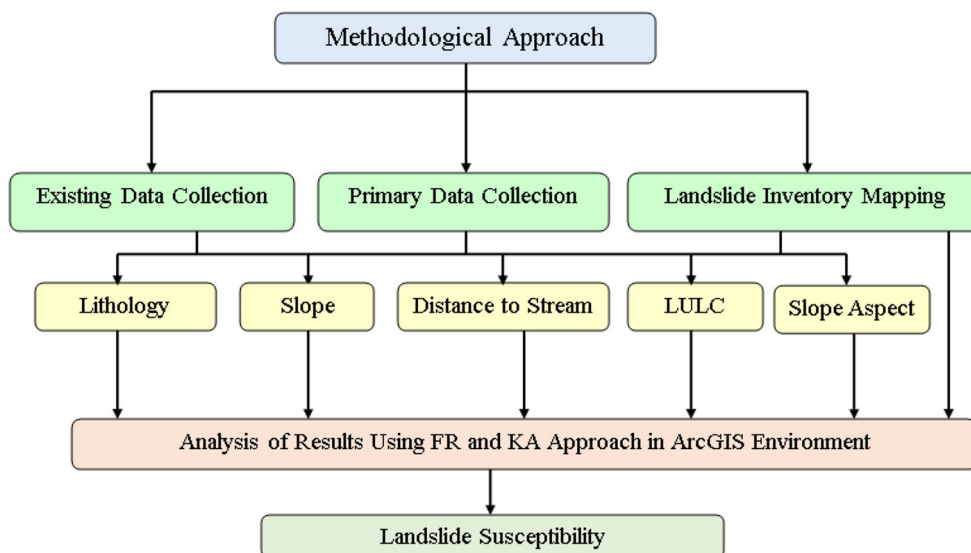 Methodological Approach
Existing Data Collection
Primary Data Collection
Landslide Inventory Mapping
Lithology
Slope
Distance to Stream
LULC
Slope Aspect
Analysis of Results Using FR and KA Approach in ArcGIS Environment
Landslide Susceptibility